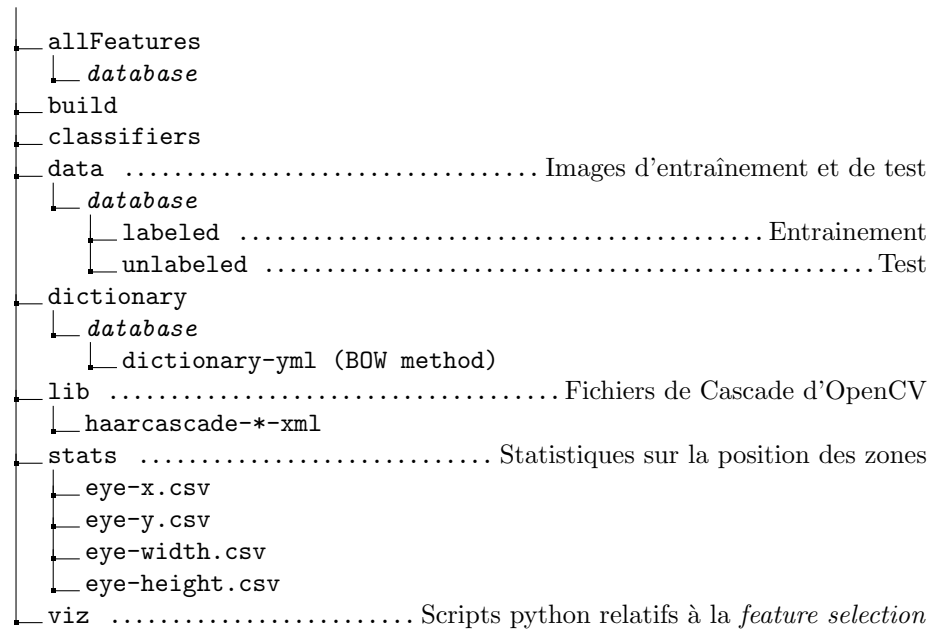 allFeatures
database
build
classifiers
data .................................. Images d'entraînement et de test
database
labeled ........................................... Entrainement
unlabeled .................................................. Test
dictionary
database
dictionary-yml (BOW method)
lib ..................................... Fichiers de Cascade d'OpenCV
haarcascade-*-xml
stats ............................. Statistiques sur la position des zones
eye-x.csv
eye-y.csv
eye-width.csv
eye-height.csv
viz ......................... Scripts python relatifs à la feature selection